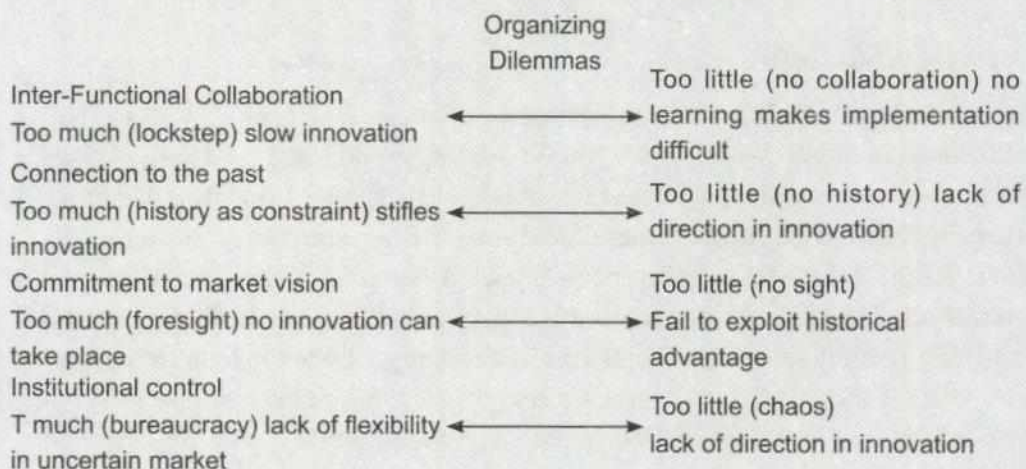 Organizing
Dilemmas
Inter-Functional Collaboration
Too much (lockstep) slow innovation
Too little (no collaboration) no
learning makes implementation
difficult
Connection to the past
Too much (history as constraint) stifles
innovation
Too little (no history) lack of
direction in innovation
Commitment to market vision
Too much (foresight) no innovation can
take place
Too little (no sight)
Fail to exploit historical
advantage
Institutional control
T much (bureaucracy) lack of flexibility
in uncertain market
Too little (chaos)
lack of direction in innovation